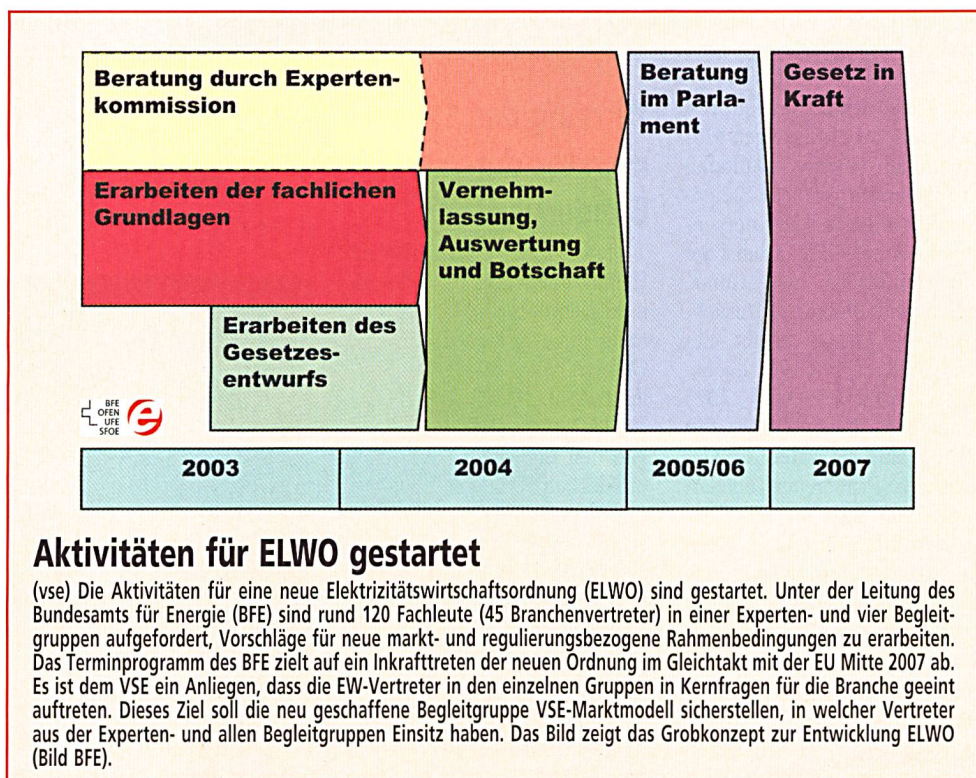 Beratung durch Experten-
kommission
Beratung
im Parla-
ment
Gesetz in
Kraft
Erarbeiten der fachlichen
Grundlagen
Vernehm-
lassung,
Auswertung
und Botschaft
Erarbeiten des
Gesetzes-
entwurfs
BFE
OFEN
UFE
SFOE
e
2003
2004
2005/06
2007
Aktivitäten für ELWO gestartet
(vse) Die Aktivitäten für eine neue Elektrizitätswirtschaftsordnung (ELWO) sind gestartet. Unter der Leitung des
Bundesamts für Energie (BFE) sind rund 120 Fachleute (45 Branchenvertreter) in einer Experten- und vier Begleit-
gruppen aufgefordert, Vorschläge für neue markt- und regulierungsbezogene Rahmenbedingungen zu erarbeiten.
Das Terminprogramm des BFE zielt auf ein Inkrafttreten der neuen Ordnung im Gleichtakt mit der EU Mitte 2007 ab.
Es ist dem VSE ein Anliegen, dass die EW-Vertreter in den einzelnen Gruppen in Kernfragen für die Branche geeint
auftreten. Dieses Ziel soll die neu geschaffene Begleitgruppe VSE-Marktmodell sicherstellen, in welcher Vertreter
aus der Experten- und allen Begleitgruppen Einsitz haben. Das Bild zeigt das Grobkonzept zur Entwicklung ELWO
(Bild BFE).